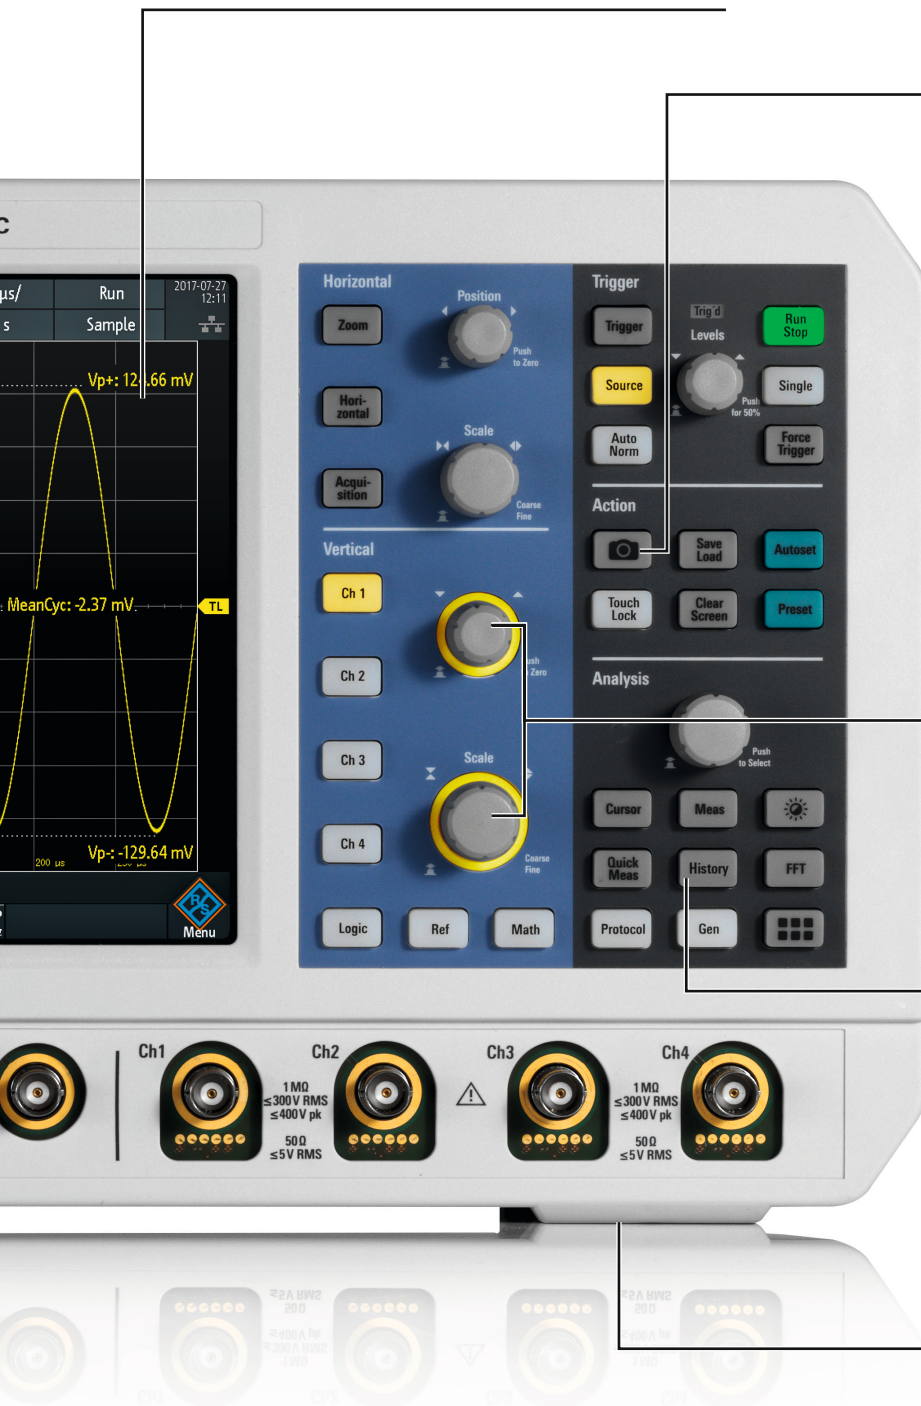 C
µs/
Run
2017-07-27
12:11
s
Sample
Vp+: 12 .66 mV
MeanCyc: -2.37 mV
TL
Vp-: -129.64 mV
200 µs
R
S
Menu
Horizontal
Zoom
Position
Push
to Zero
Hori-
zontal
Scale
Acqui-
sition
Coarse
Fine
Vertical
Ch 1
Push
Zero
Ch 2
Scale
Ch 3
Ch 4
Coarse
Fine
Logic
Ref
Math
Trigger
Trigger
Trig'd
Levels
Run
Stop
Source
Single
Push
for 50%
Auto
Norm
Force
Trigger
Action
Save
Load
Autoset
Touch
Lock
Clear
Screen
Preset
Analysis
Push
to Select
Cursor
Meas
Quick
Meas
History
FFT
Protocol
Gen
Ch1
Ch2
1 MΩ
≤300 V RMS
≤400 V pk
50 Ω
≤5 V RMS
Ch3
Ch4
1 MΩ
≤300 V RMS
≤400 V pk
50 Ω
≤5 V RMS